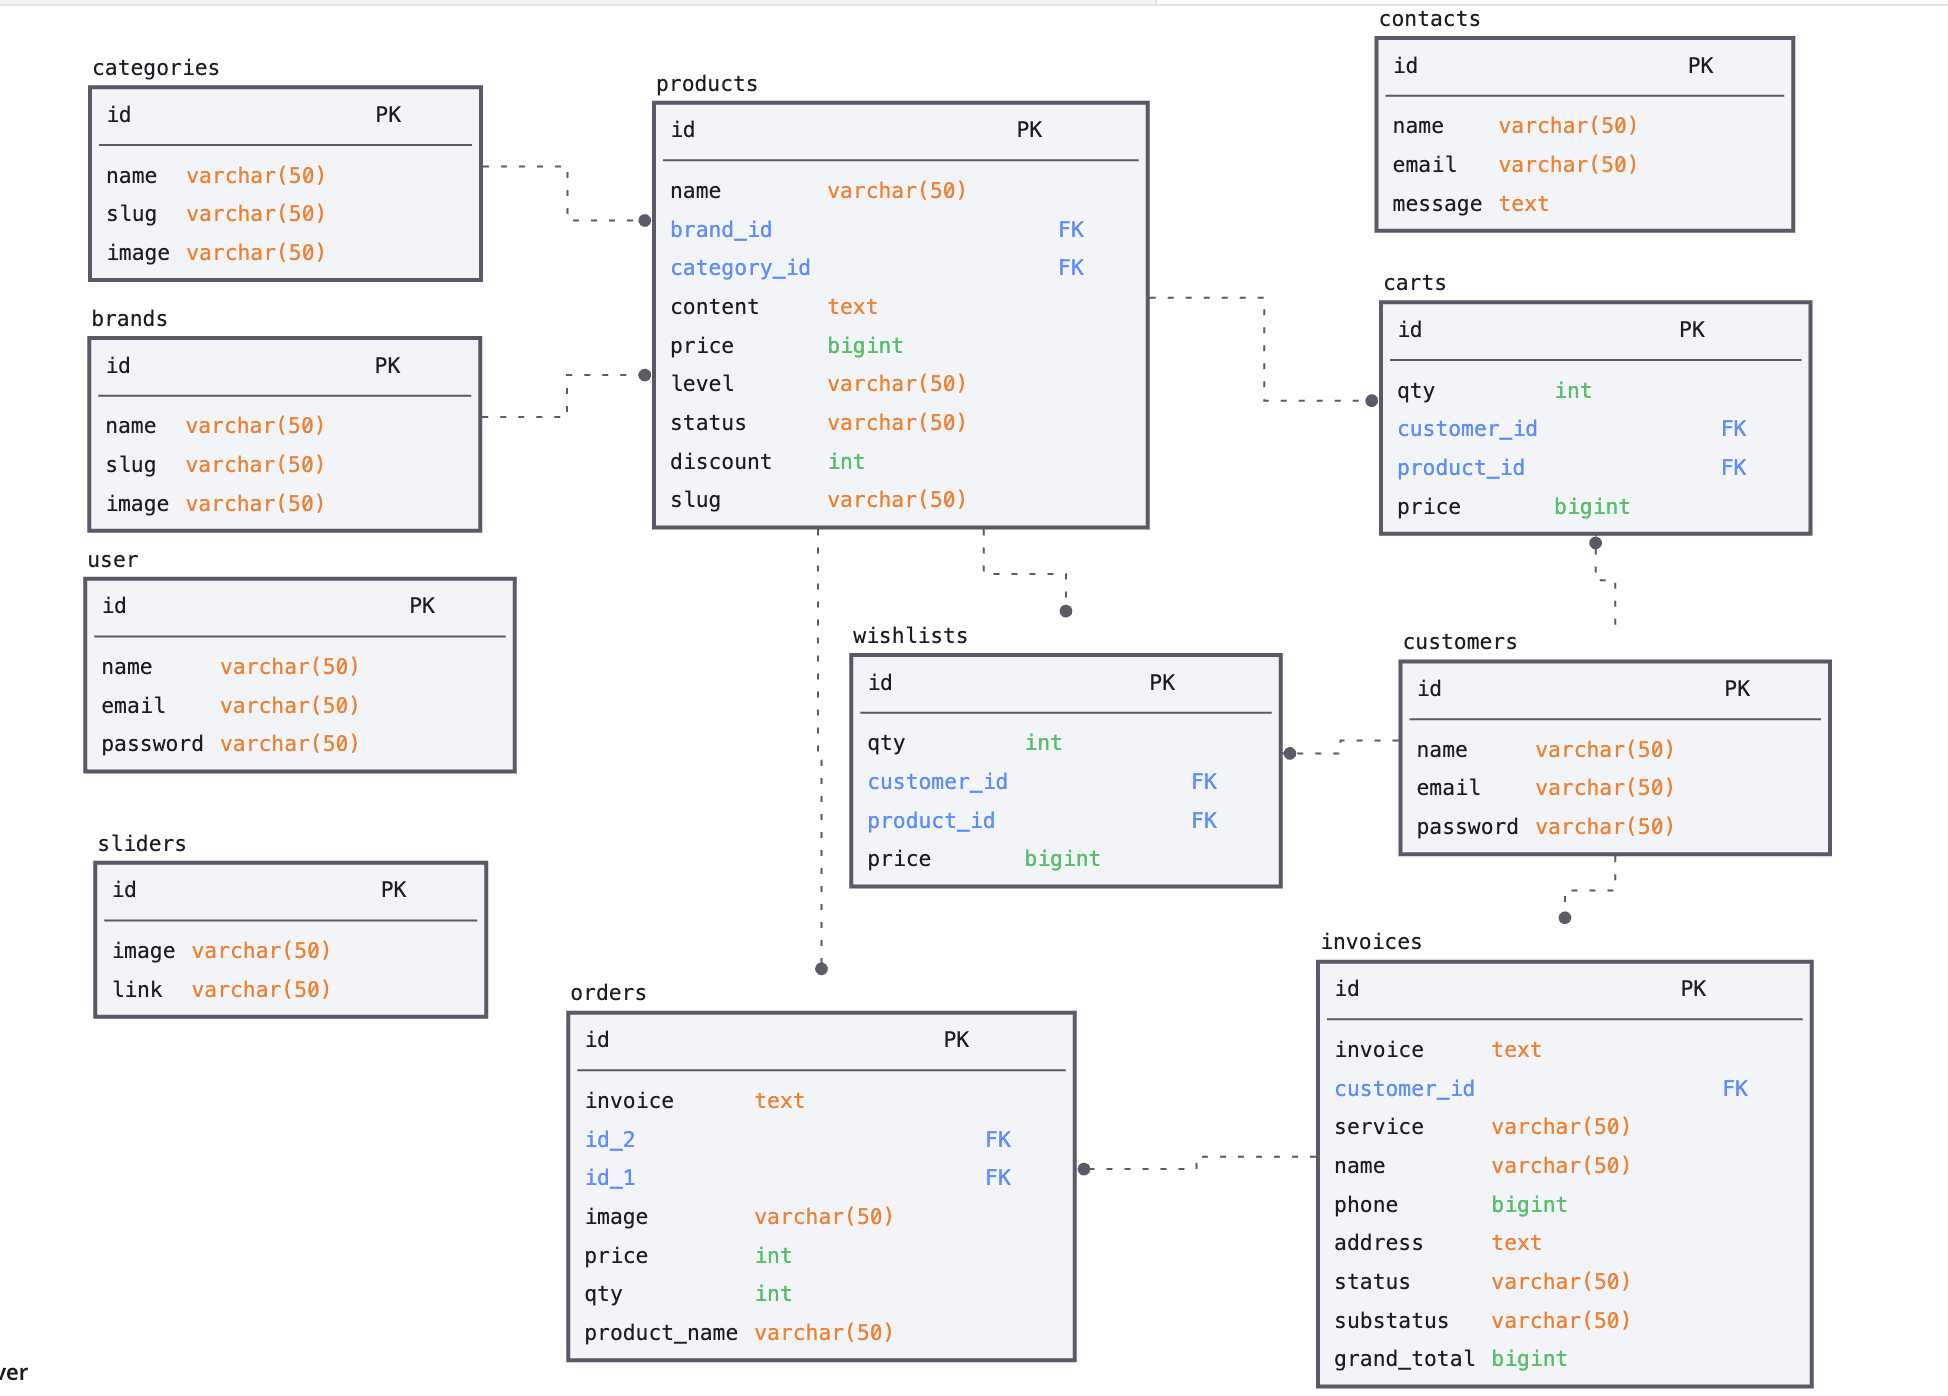 categories
id PK
name varchar(50)
slug varchar(50)
image varchar(50)
brands
id PK
name varchar(50)
slug varchar(50)
image varchar(50)
user
id PK
name varchar(50)
email varchar(50)
password varchar(50)
sliders
id PK
image varchar(50)
link varchar(50)
products
id PK
name varchar(50)
brand_id FK
category_id FK
content text
price bigint
level varchar(50)
status varchar(50)
discount int
slug varchar(50)
wishlists
id PK
qty int
customer_id FK
product_id FK
price bigint
orders
id PK
invoice text
id_2 FK
id_1 FK
image varchar(50)
price int
qty int
product_name varchar(50)
contacts
id PK
name varchar(50)
email varchar(50)
message text
carts
id PK
qty int
customer_id FK
product_id FK
price bigint
customers
id PK
name varchar(50)
email varchar(50)
password varchar(50)
invoices
id PK
invoice text
customer_id FK
service varchar(50)
name varchar(50)
phone bigint
address text
status varchar(50)
substatus varchar(50)
grand_total bigint
ver